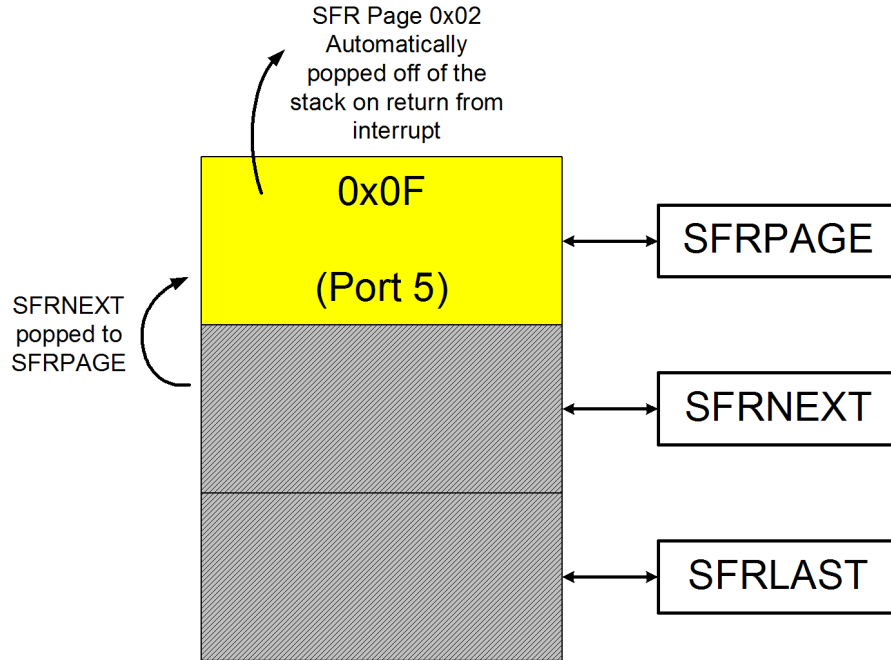 SFR Page 0x02
Automatically
popped off of the
stack on return from
interrupt
0x0F
(Port 5)
SFRPAGE
SFRNEXT
popped to
SFRPAGE
SFRNEXT
SFRLAST